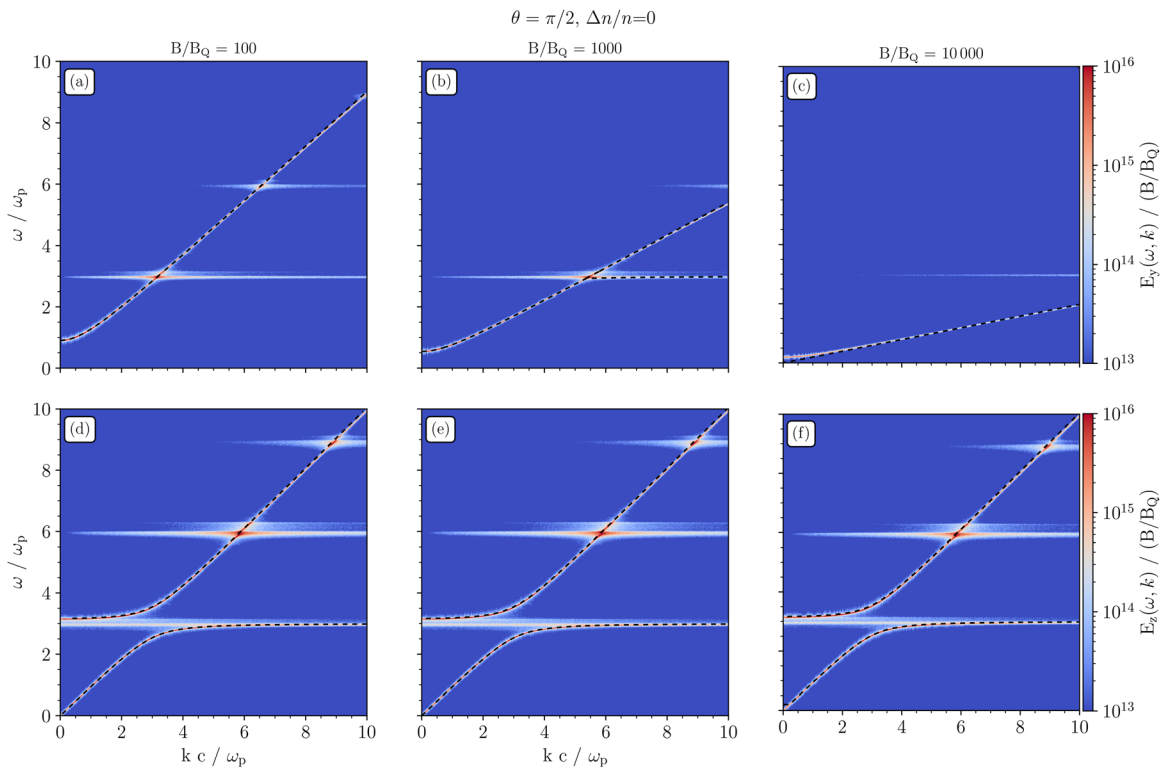 θ = π/2, Δn/n=0
B/B_Q = 100
B/B_Q = 1000
B/B_Q = 10 000
(a)
(b)
(c)
10
8
6
4
2
0
ω / ω_p
10^16
10^15
10^14
10^13
E_y(ω, k) / (B/B_Q)
(d)
(e)
(f)
10
8
6
4
2
0
ω / ω_p
10^16
10^15
10^14
10^13
E_z(ω, k) / (B/B_Q)
0 2 4 6 8 10
0 2 4 6 8 10
0 2 4 6 8 10
k c / ω_p
k c / ω_p